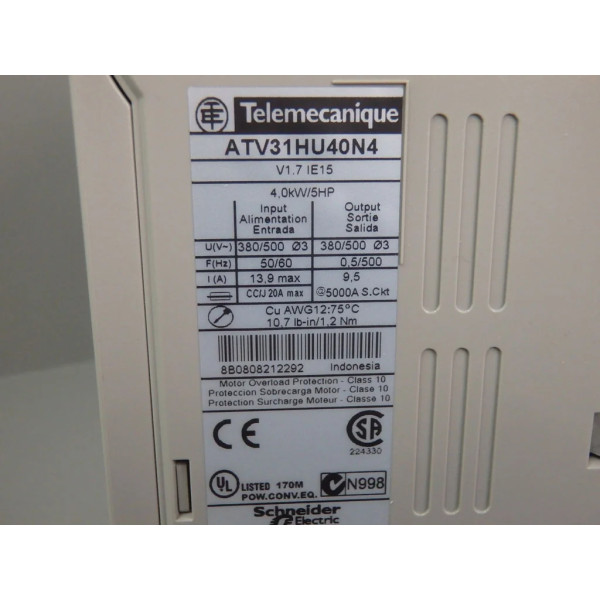 TE Telemecanique
ATV31HU40N4
V1.7 IE15
4,0kW/5HP
Input Output
Alimentation Sortie
Entrada Salida
U(V~) 380/500 Ø3 380/500 Ø3
F(Hz) 50/60 0,5/500
I (A) 13,9 max 9,5
CC/J 20A max @5000A S.Ckt
Cu AWG12:75°C
10,7 lb-in/1,2 Nm
8B0808212292 Indonesia
Motor Overload Protection - Class 10
Proteccion Sobrecarga Motor - Clase 10
Protection Surcharge Moteur - Classe 10
CE SA
224330
UL LISTED 170M N998
POW.CONV.EQ.
Schneider
Electric